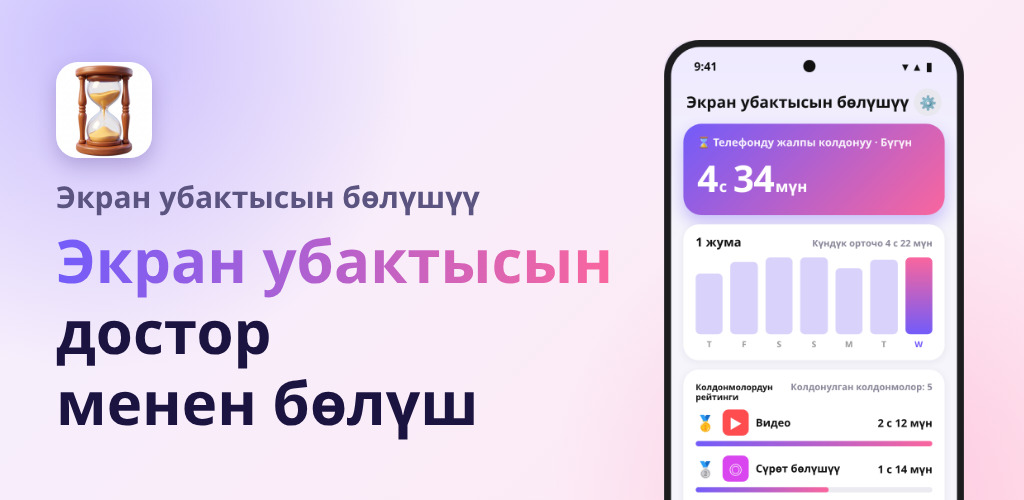 Экран убактысын бөлүшүү
Экран убактысын
достор
менен бөлүш
9:41
Экран убактысын бөлүшүү
Телефонду жалпы колдонуу · Бүгүн
4с 34мүн
1 жума
Күндүк орточо 4 с 22 мүн
T F S S M T W
Колдонмолордун рейтинги
Колдонулган колдонмолор: 5
Видео
2 с 12 мүн
Сүрөт бөлүшүү
1 с 14 мүн